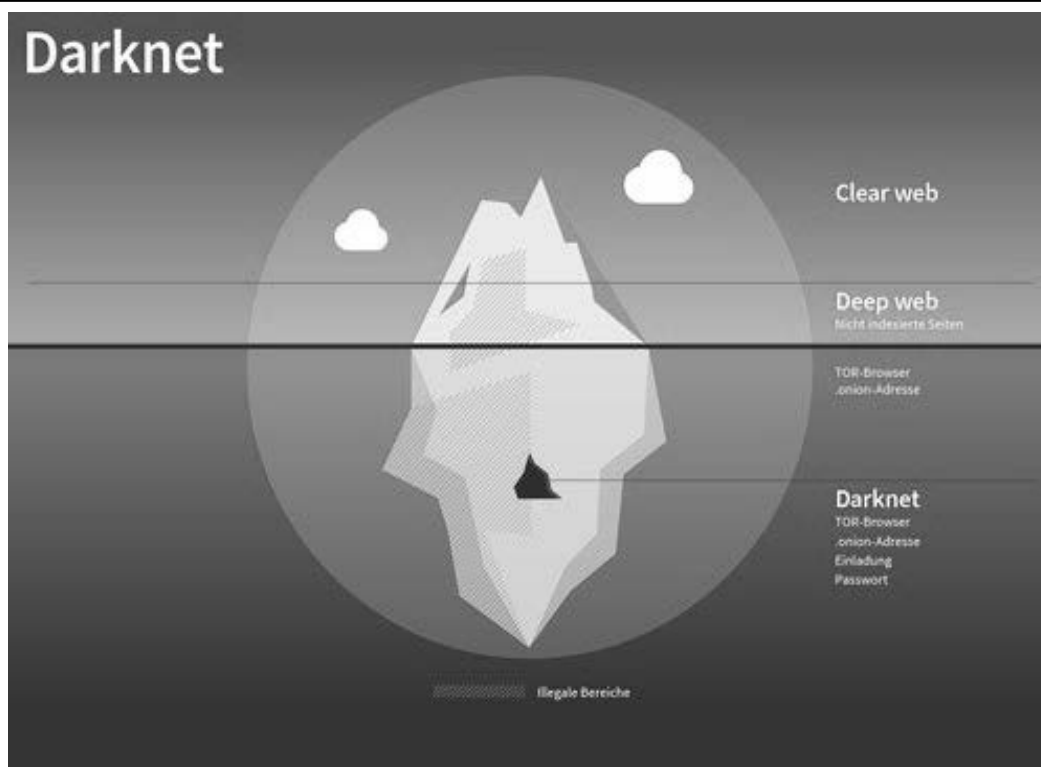 Darknet
Clear web
Deep web
Nicht indexierte Seiten
TOR-Browser
.onion-Adresse
Darknet
TOR-Browser
.onion-Adresse
Einladung
Passwort
Illegale Bereiche